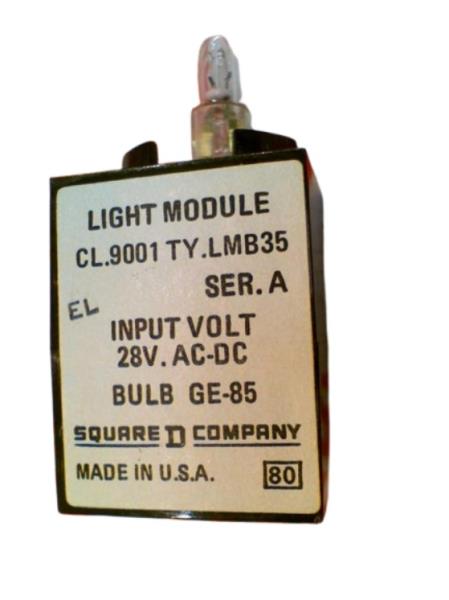 LIGHT MODULE
CL.9001 TY.LMB35
SER.A
EL
INPUT VOLT
28V. AC-DC
BULB GE-85
SQUARE D COMPANY
MADE IN U.S.A. 80